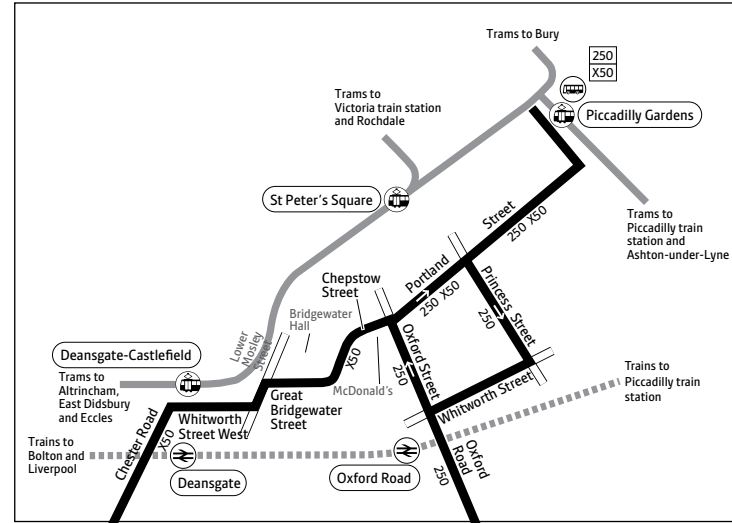 Trams to Bury
250
X50
Piccadilly Gardens
Trams to
Victoria train station
and Rochdale
St Peter's Square
Trams to
Piccadilly train
station and
Ashton-under-Lyne
Street
250 X50
Portland
250 X50
Princess Street
250
Chepstow
Street
Bridgewater
Hall
Lower
Mosley
Street
X50
McDonald's
Oxford Street
250
Whitworth Street
Deansgate-Castlefield
Trams to
Altrincham,
East Didsbury
and Eccles
Great
Bridgewater
Street
Whitworth
Street West
Chester Road
X50
Trains to
Piccadilly train
station
Trains to
Bolton and
Liverpool
Deansgate
Oxford Road
Oxford
Road
250